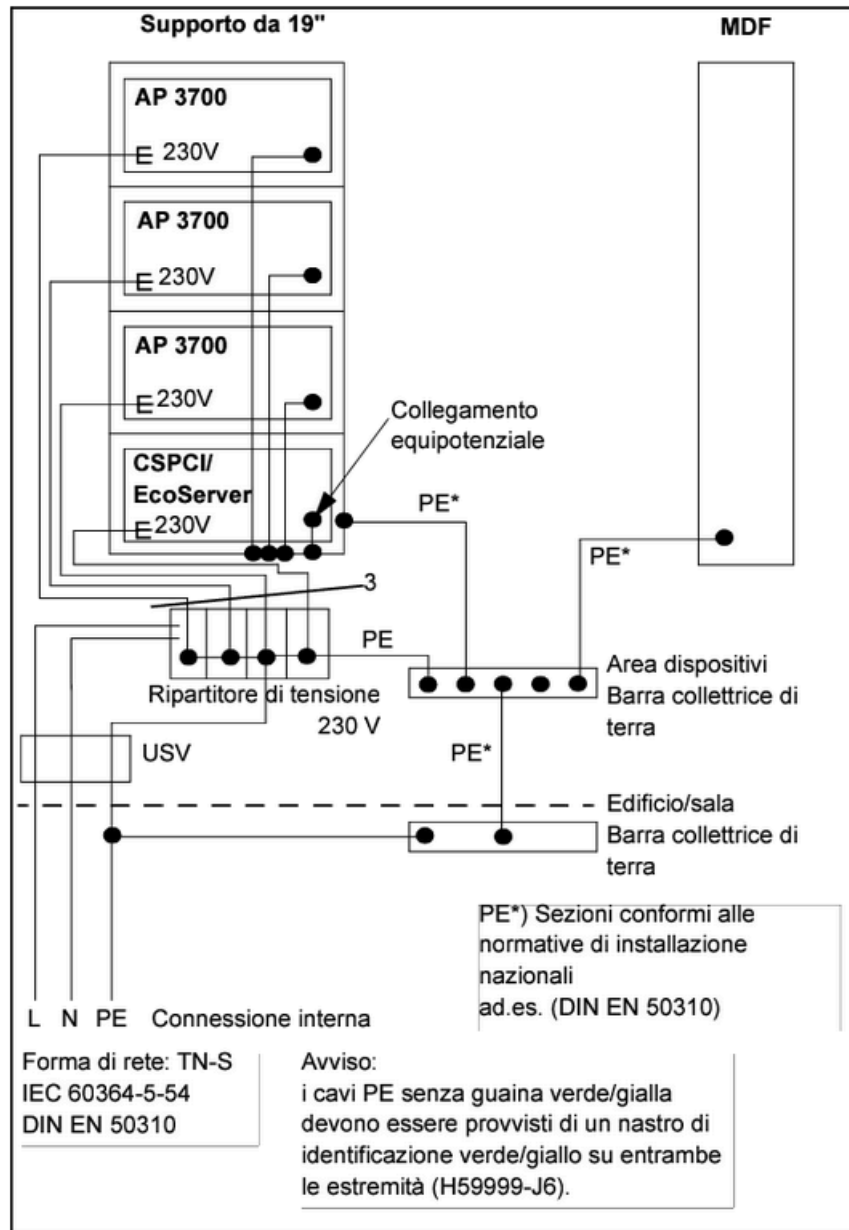 Supporto da 19"
MDF
AP 3700
230V
AP 3700
230V
AP 3700
230V
Collegamento
equipotenziale
CSPCI/
EcoServer
230V
PE*
PE*
3
PE
Ripartitore di tensione
230 V
Area dispositivi
Barra collettrice di
terra
USV
PE*
Edificio/sala
Barra collettrice di
terra
PE*) Sezioni conformi alle
normative di installazione
nazionali
ad.es. (DIN EN 50310)
L N PE Connessione interna
Forma di rete: TN-S
IEC 60364-5-54
DIN EN 50310
Avviso:
i cavi PE senza guaina verde/gialla
devono essere provvisti di un nastro di
identificazione verde/giallo su entrambe
le estremità (H59999-J6).